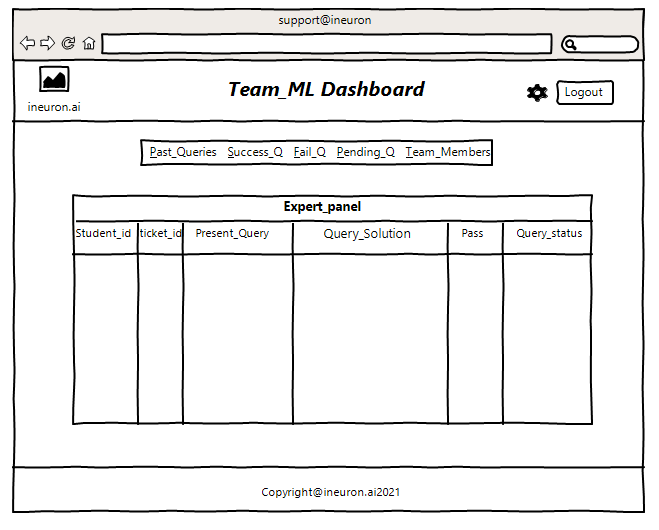 support@ineuron
Team_ML Dashboard
Logout
ineuron.ai
Past_Queries Success_Q Fail_Q Pending_Q Team_Members
Expert_panel
Student_id ticket_id Present_Query Query_Solution Pass Query_status
Copyright@ineuron.ai2021